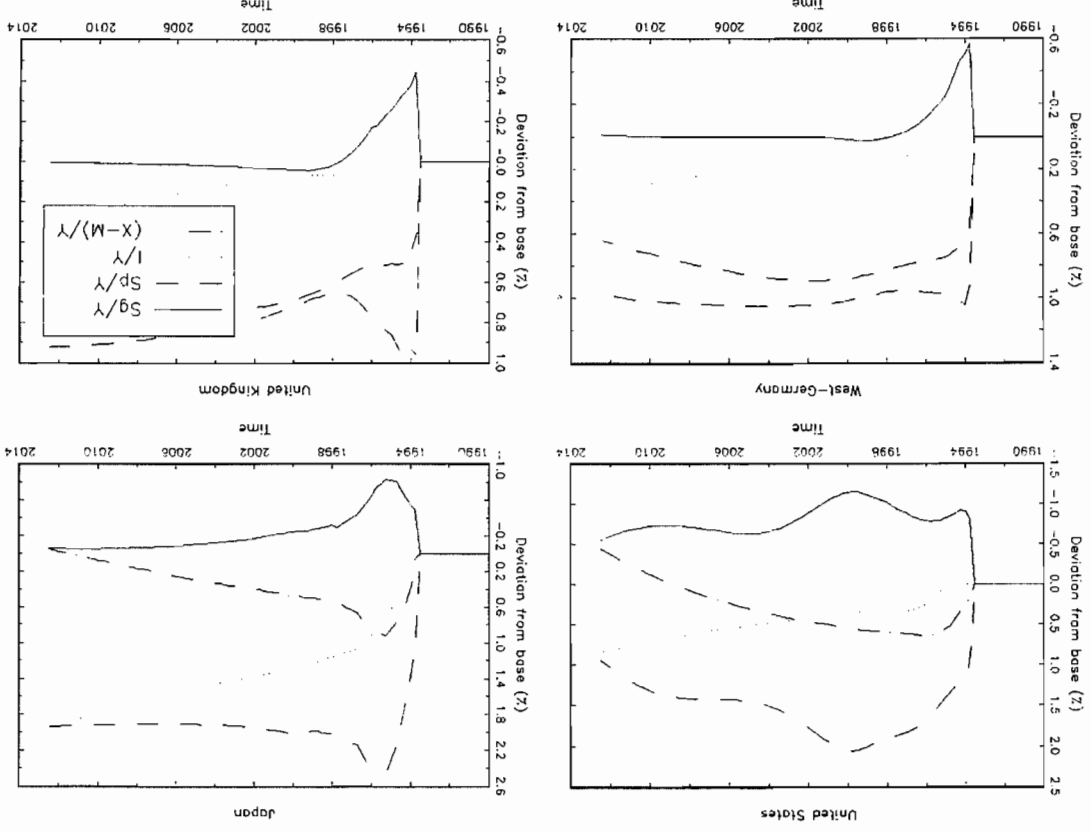 United States
Deviation from base (%)
2.5
2.0
1.5
1.0
0.5
0.0
-0.5
-1.0
-1.5
1990 1994 1998 2002 2006 2010 2014
Time
Japan
Deviation from base (%)
2.6
2.2
1.8
1.4
1.0
0.6
0.2
-0.2
-1.0
1990 1994 1998 2002 2006 2010 2014
Time
West-Germany
Deviation from base (%)
1.4
1.0
0.6
0.2
-0.2
-0.6
1990 1994 1998 2002 2006 2010 2014
Time
United Kingdom
Deviation from base (%)
1.0
0.8
0.6
0.4
0.2
-0.0
-0.2
-0.4
-0.6
1990 1994 1998 2002 2006 2010 2014
Time
Sg/Y
Sp/Y
I/Y
(X-M)/Y